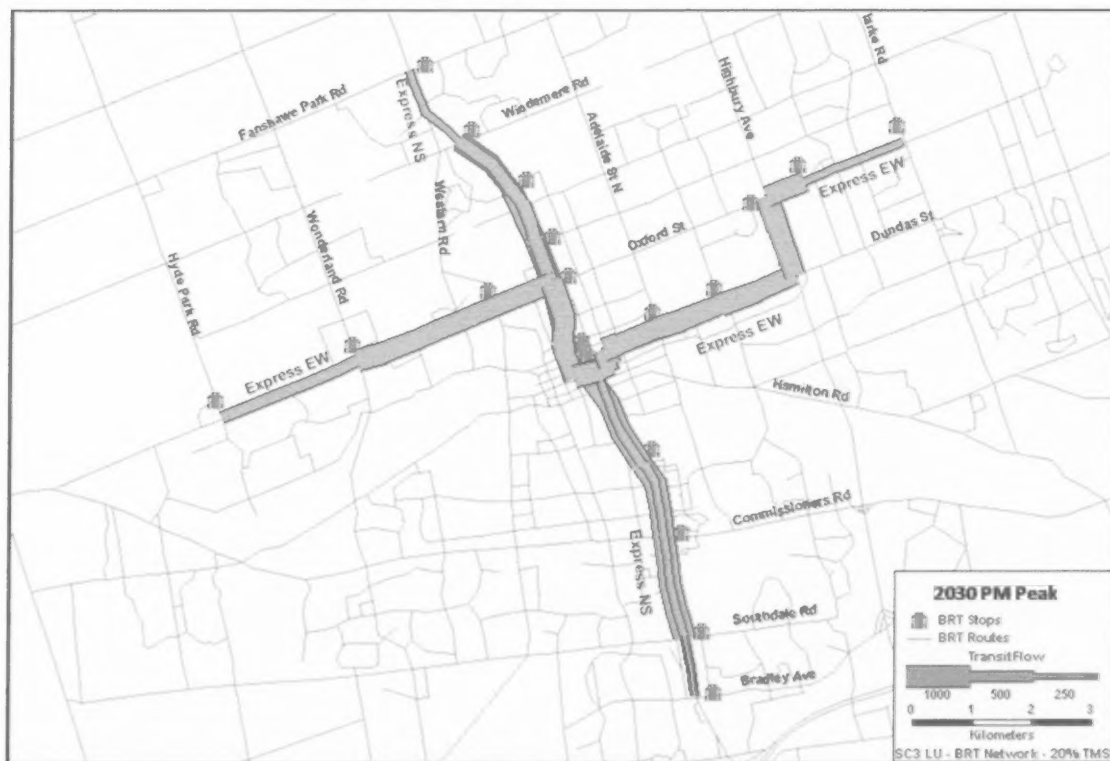 Fanshawe Park Rd
Express NS
Windemere Rd
Adelaide St N
Highbury Ave
larke Rd
Express EW
Western Rd
Wonderland Rd
Hyde Park Rd
Oxford St
Dundas St
Express EW
Express EW
Hamilton Rd
Commissioners Rd
Express NS
Southdale Rd
Bradley Ave
2030 PM Peak
BRT Stops
BRT Routes
TransitFlow
1000 500 250
0 1 2 3
Kilometers
SC3 LU - BRT Network - 20% TMS